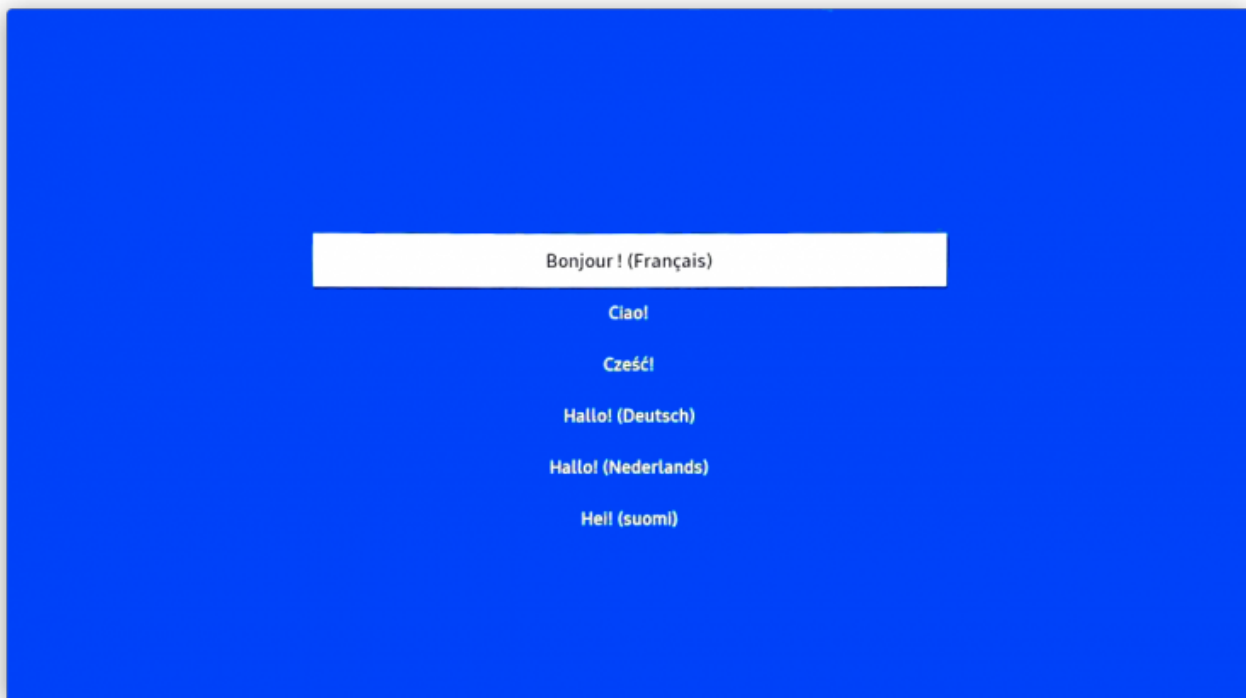 Bonjour ! (Français)
Ciao!
Cześć!
Hallo! (Deutsch)
Hallo! (Nederlands)
Hei! (suomi)